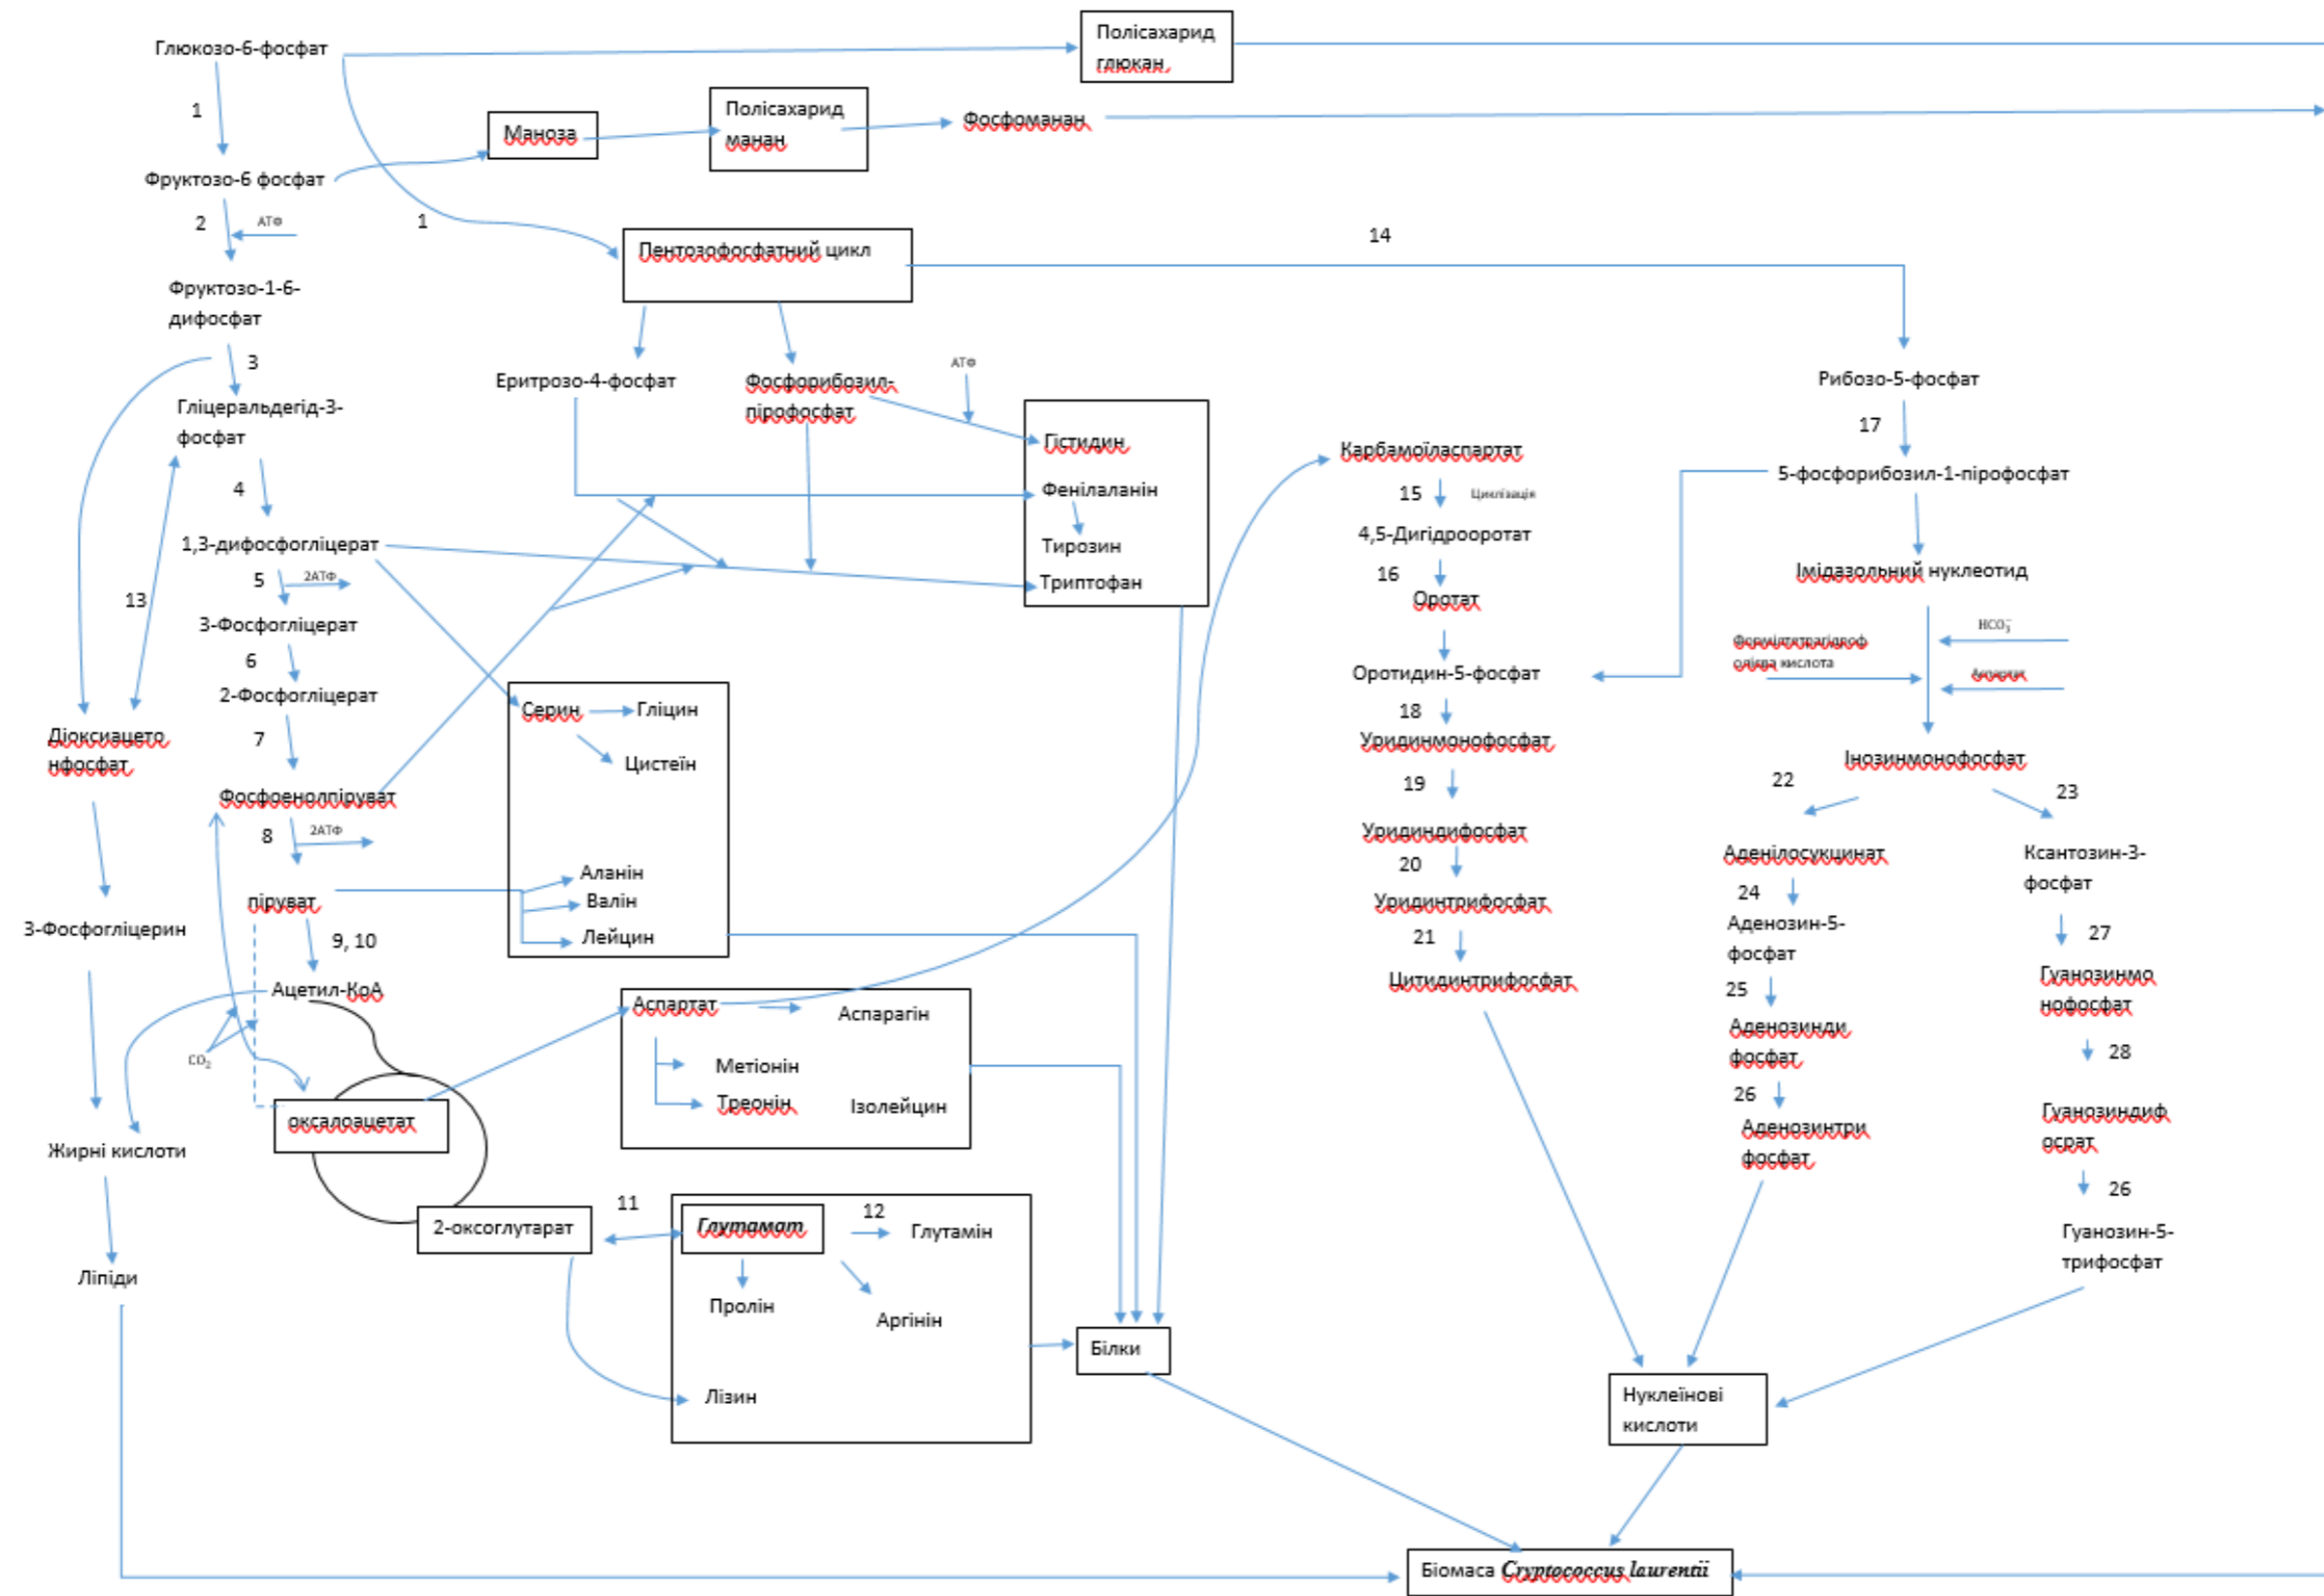 Глюкозо-6-фосфат
Полісахарид
глюкан
1
Маноза
Полісахарид
манан
Фосфоманан
Фруктозо-6 фосфат
2
АТФ
1
Пентозофосфатний цикл
14
Фруктозо-1-6-
дифосфат
3
Еритрозо-4-фосфат
Фосфорибозил-
пірофосфат
АТФ
Рибозо-5-фосфат
17
Гліцеральдегід-3-
фосфат
4
Гістидин
Фенілаланін
Тирозин
Триптофан
Карбамоїласпартат
15
Циклізація
4,5-Дигідрооротат
16
Оротат
Оротидин-5-фосфат
18
Уридинмонофосфат
19
Уридиндифосфат
20
Уридинтрифосфат
21
Цитидинтрифосфат
5-фосфорибозил-1-пірофосфат
Імідазольний нуклеотид
HCO₃⁻
Формілтетрагідроф
олієва кислота
Аспартат
Інозинмонофосфат
22
23
Аденілосукцинат
24
Аденозин-5-
фосфат
25
Аденозинди
фосфат
26
Аденозинтри
фосфат
Ксантозин-3-
фосфат
27
Гуанозинмо
нофосфат
28
Гуанозиндиф
осрат
26
Гуанозин-5-
трифосфат
1,3-дифосфогліцерат
5
2АТФ
13
3-Фосфогліцерат
6
2-Фосфогліцерат
7
Діоксиацето
нфосфат
Фосфоенолпіруват
8
2АТФ
Серин
Гліцин
Цистеїн
Аланін
Валін
Лейцин
піруват
9, 10
3-Фосфогліцерин
Ацетил-КоА
CO₂
Аспартат
Аспарагін
Метіонін
Треонін
Ізолейцин
оксалоацетат
Жирні кислоти
2-оксоглутарат
11
Глутамат
12
Глутамін
Пролін
Аргінін
Лізин
Ліпіди
Білки
Нуклеїнові
кислоти
Біомаса Cryptococcus laurentii